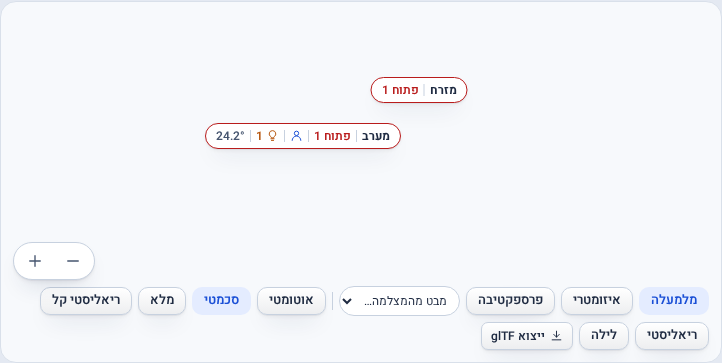 מזרח פתוח 1
מערב פתוח 1 1 24.2°
מלמעלה איזומטרי פרספקטיבה מבט מהמצלמה... אוטומטי סכמטי מלא ריאליסטי קל
ריאליסטי לילה ייצוא glTF